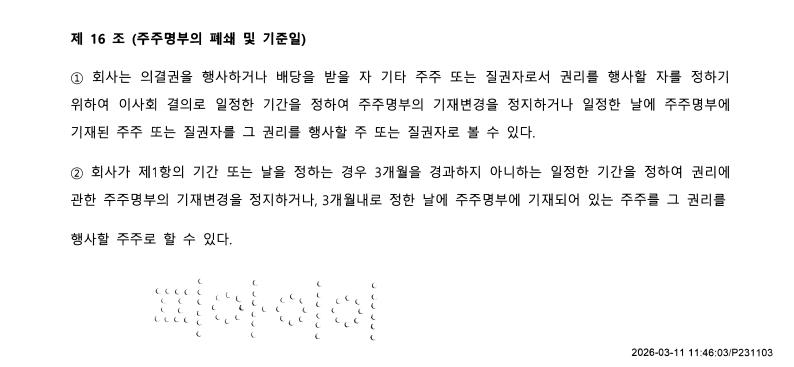 제 16 조 (주주명부의 폐쇄 및 기준일)
① 회사는 의결권을 행사하거나 배당을 받을 자 기타 주주 또는 질권자로서 권리를 행사할 자를 정하기
위하여 이사회 결의로 일정한 기간을 정하여 주주명부의 기재변경을 정지하거나 일정한 날에 주주명부에
기재된 주주 또는 질권자를 그 권리를 행사할 주 또는 질권자로 볼 수 있다.
② 회사가 제1항의 기간 또는 날을 정하는 경우 3개월을 경과하지 아니하는 일정한 기간을 정하여 권리에
관한 주주명부의 기재변경을 정지하거나, 3개월내로 정한 날에 주주명부에 기재되어 있는 주주를 그 권리를
행사할 주주로 할 수 있다.
피아이이
2026-03-11 11:46:03/P231103